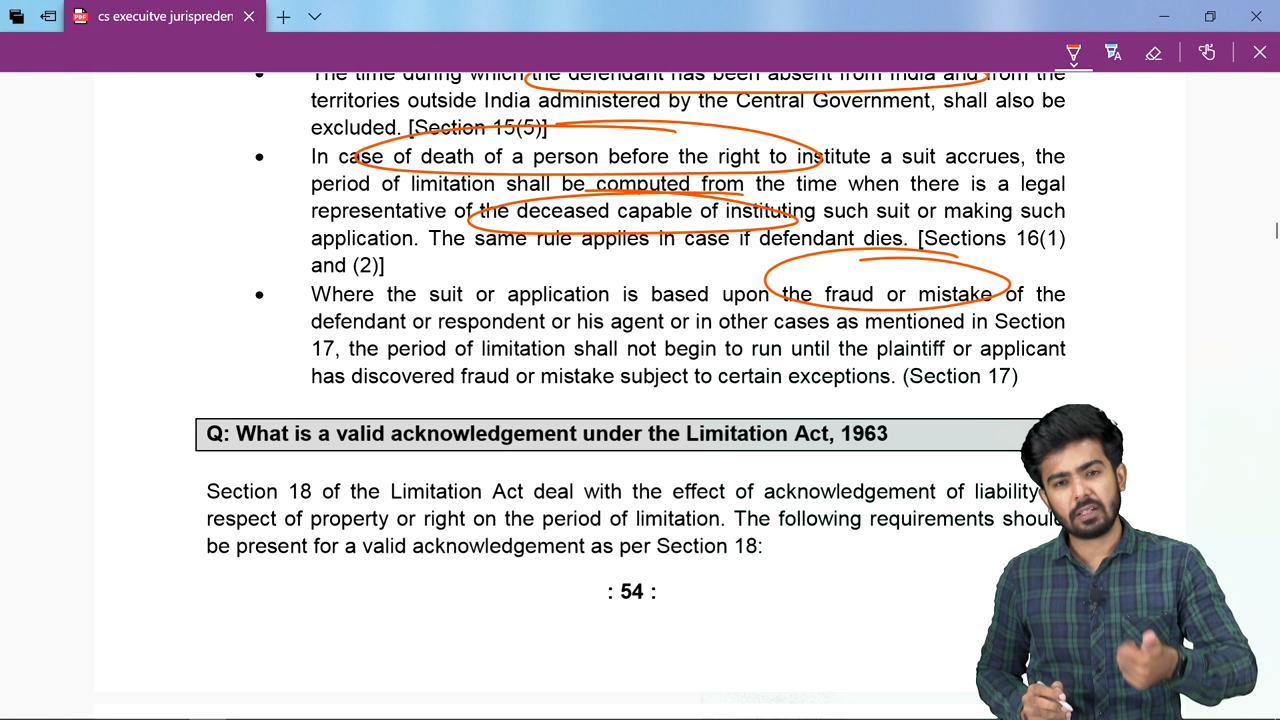 cs execuitve jurispreden
The time during which the defendant has been absent from India and from the
territories outside India administered by the Central Government, shall also be
excluded. [Section 15(5)]
• In case of death of a person before the right to institute a suit accrues, the
period of limitation shall be computed from the time when there is a legal
representative of the deceased capable of instituting such suit or making such
application. The same rule applies in case if defendant dies. [Sections 16(1)
and (2)]
• Where the suit or application is based upon the fraud or mistake of the
defendant or respondent or his agent or in other cases as mentioned in Section
17, the period of limitation shall not begin to run until the plaintiff or applicant
has discovered fraud or mistake subject to certain exceptions. (Section 17)
Q: What is a valid acknowledgement under the Limitation Act, 1963
Section 18 of the Limitation Act deal with the effect of acknowledgement of liability
respect of property or right on the period of limitation. The following requirements should
be present for a valid acknowledgement as per Section 18:
: 54 :